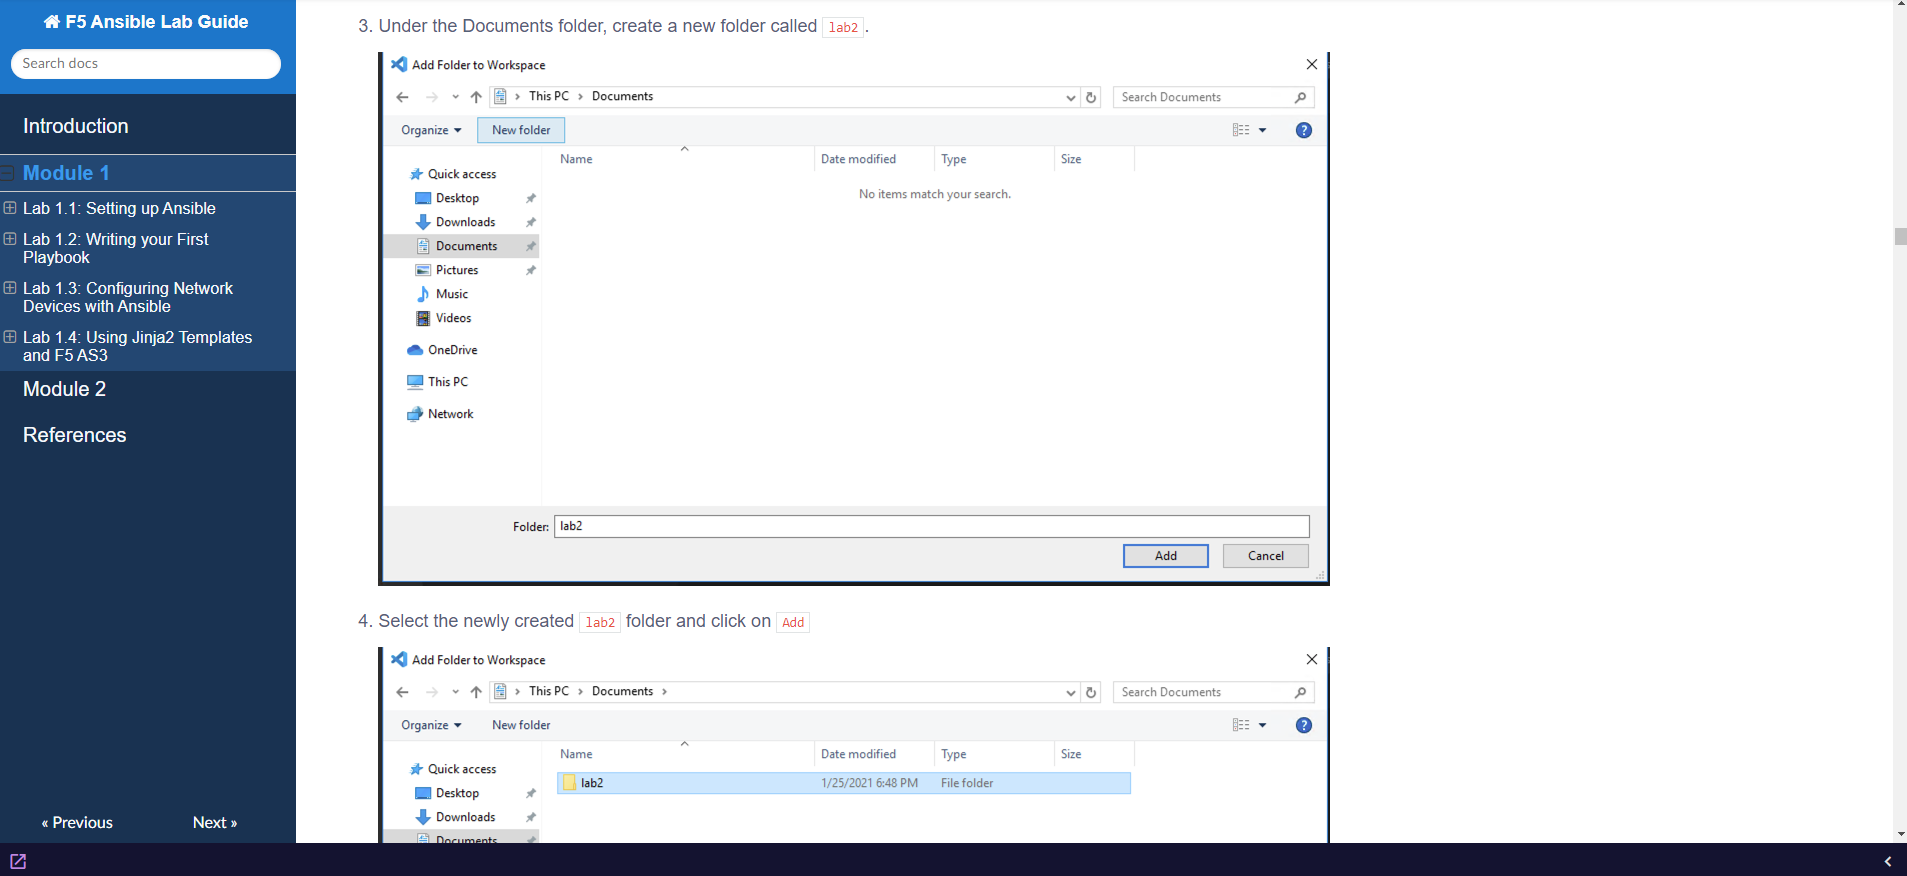 F5 Ansible Lab Guide
Search docs
Introduction
Module 1
Lab 1.1: Setting up Ansible
Lab 1.2: Writing your First
Playbook
Lab 1.3: Configuring Network
Devices with Ansible
Lab 1.4: Using Jinja2 Templates
and F5 AS3
Module 2
References
« Previous
Next »
3. Under the Documents folder, create a new folder called lab2.
Add Folder to Workspace
This PC > Documents
Search Documents
Organize
New folder
Name
Date modified
Type
Size
No items match your search.
Quick access
Desktop
Downloads
Documents
Pictures
Music
Videos
OneDrive
This PC
Network
Folder: lab2
Add
Cancel
4. Select the newly created lab2 folder and click on Add
Add Folder to Workspace
This PC > Documents >
Search Documents
Organize
New folder
Name
Date modified
Type
Size
lab2
1/25/2021 6:48 PM
File folder
Quick access
Desktop
Downloads
Documents